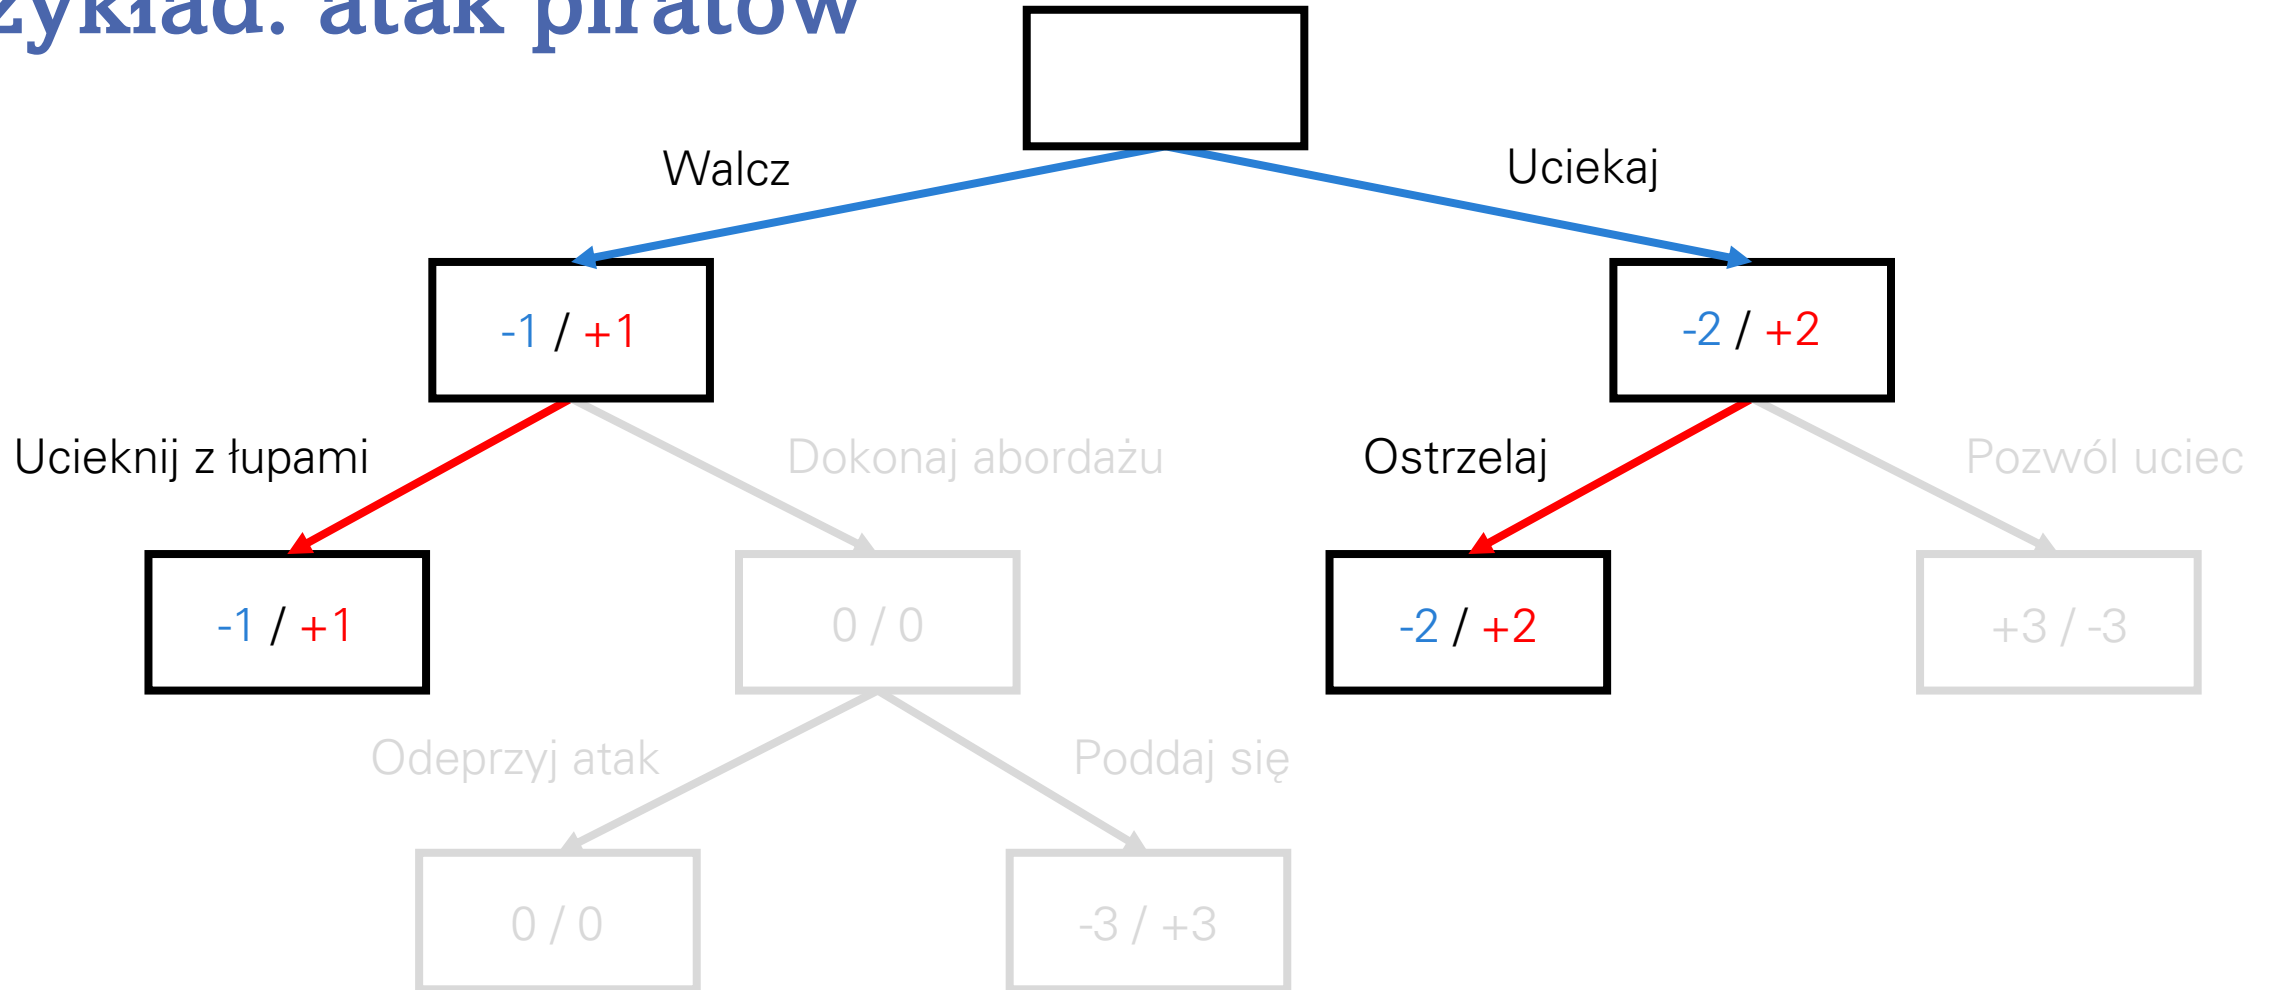 zykład: atak piratów
Walcz
Uciekaj
-1 / +1
-2 / +2
Ucieknij z łupami
Dokonaj abordażu
Ostrzelaj
Pozwól uciec
-1 / +1
0 / 0
-2 / +2
+3 / -3
Odeprzyj atak
Poddaj się
0 / 0
-3 / +3